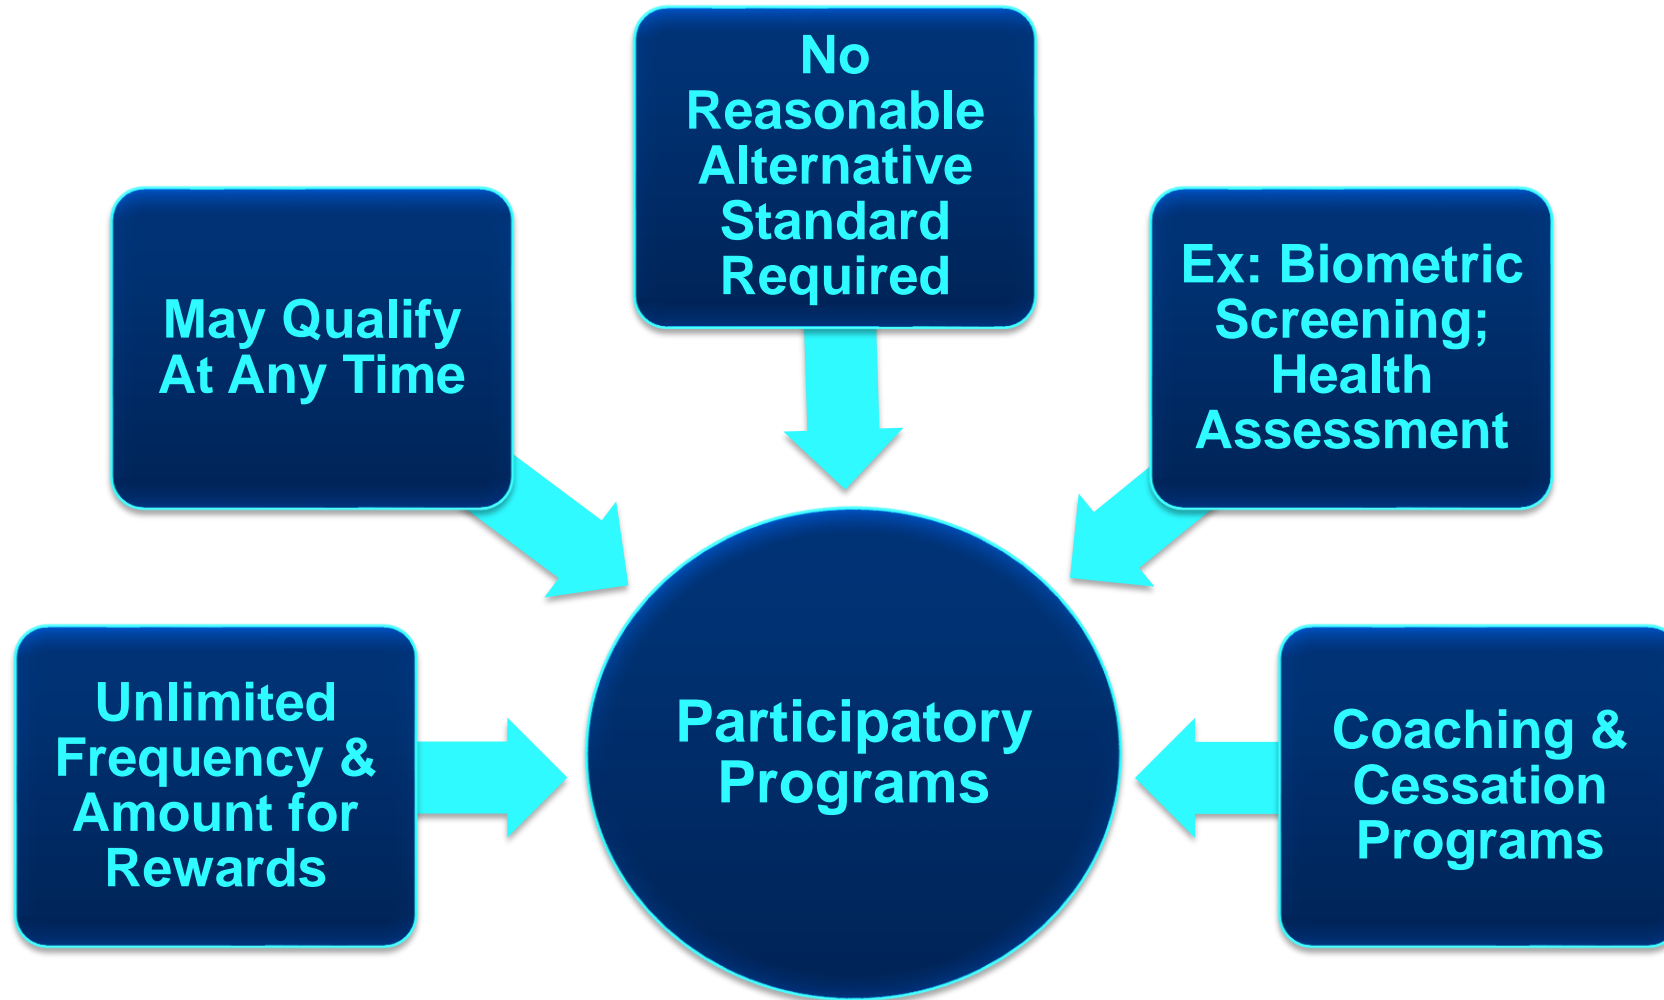 No
Reasonable
Alternative
Standard
Required
May Qualify
At Any Time
Ex: Biometric
Screening;
Health
Assessment
Unlimited
Frequency &
Amount for
Rewards
Participatory
Programs
Coaching &
Cessation
Programs